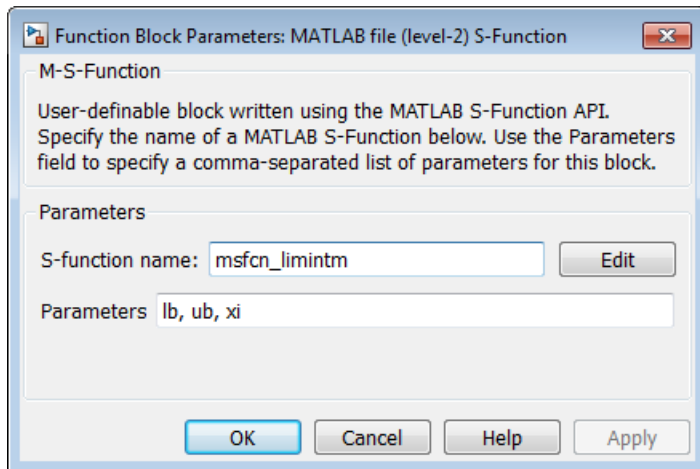 Function Block Parameters: MATLAB file (level-2) S-Function
M-S-Function
User-definable block written using the MATLAB S-Function API.
Specify the name of a MATLAB S-Function below. Use the Parameters
field to specify a comma-separated list of parameters for this block.
Parameters
S-function name: msfcn_limintm Edit
Parameters lb, ub, xi
OK Cancel Help Apply